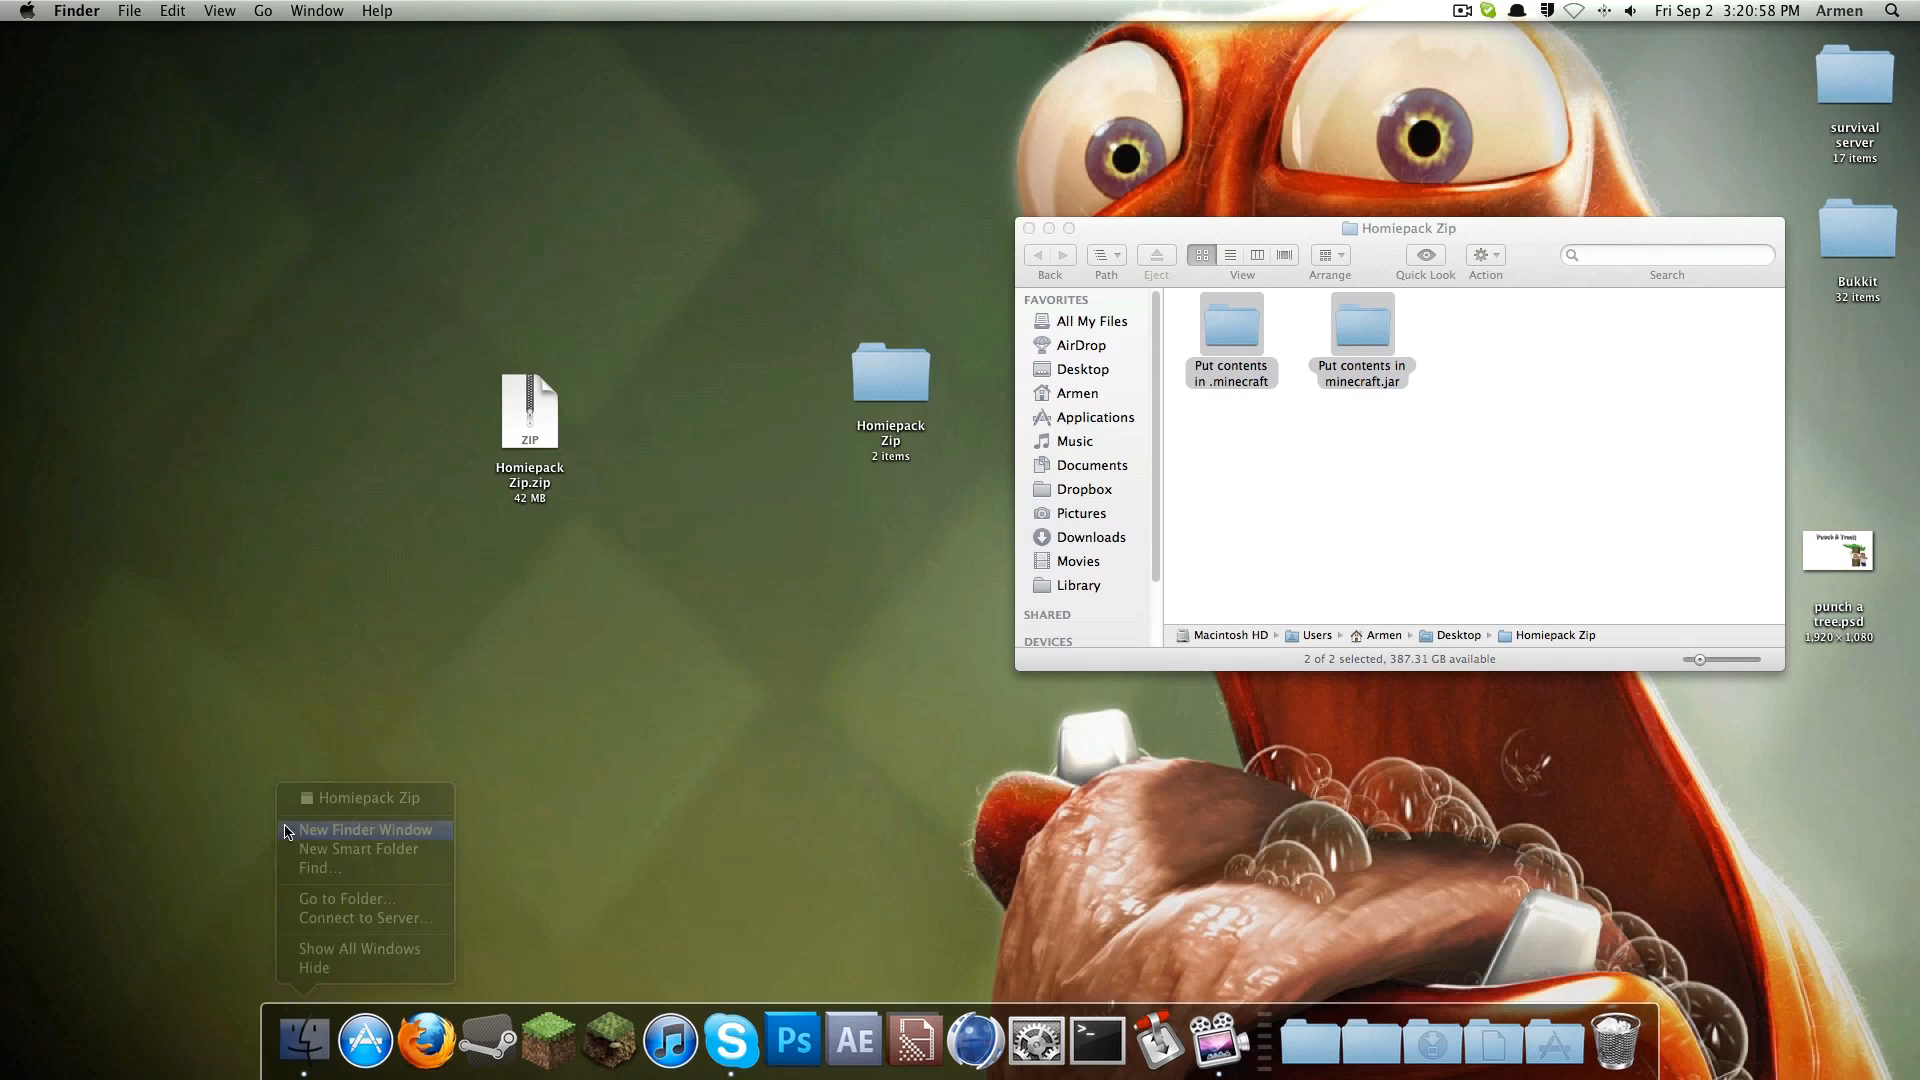 Finder File Edit View Go Window Help
Fri Sep 2 3:20:58 PM Armen
survival
server
17 items
Bukkit
32 items
Homiepack Zip
Back Path Eject View Arrange Quick Look Action Search
FAVORITES
All My Files
AirDrop
Desktop
Armen
Applications
Music
Documents
Dropbox
Pictures
Downloads
Movies
Library
SHARED
DEVICES
Put contents
in .minecraft
Put contents in
minecraft.jar
Macintosh HD Users Armen Desktop Homiepack Zip
2 of 2 selected, 387.31 GB available
ZIP
Homiepack
Zip.zip
42 MB
Homiepack
Zip
2 items
Punch A Tree!!
punch a
tree.psd
1,920 × 1,080
Homiepack Zip
New Finder Window
New Smart Folder
Find...
Go to Folder...
Connect to Server...
Show All Windows
Hide
Ps
AE
>_